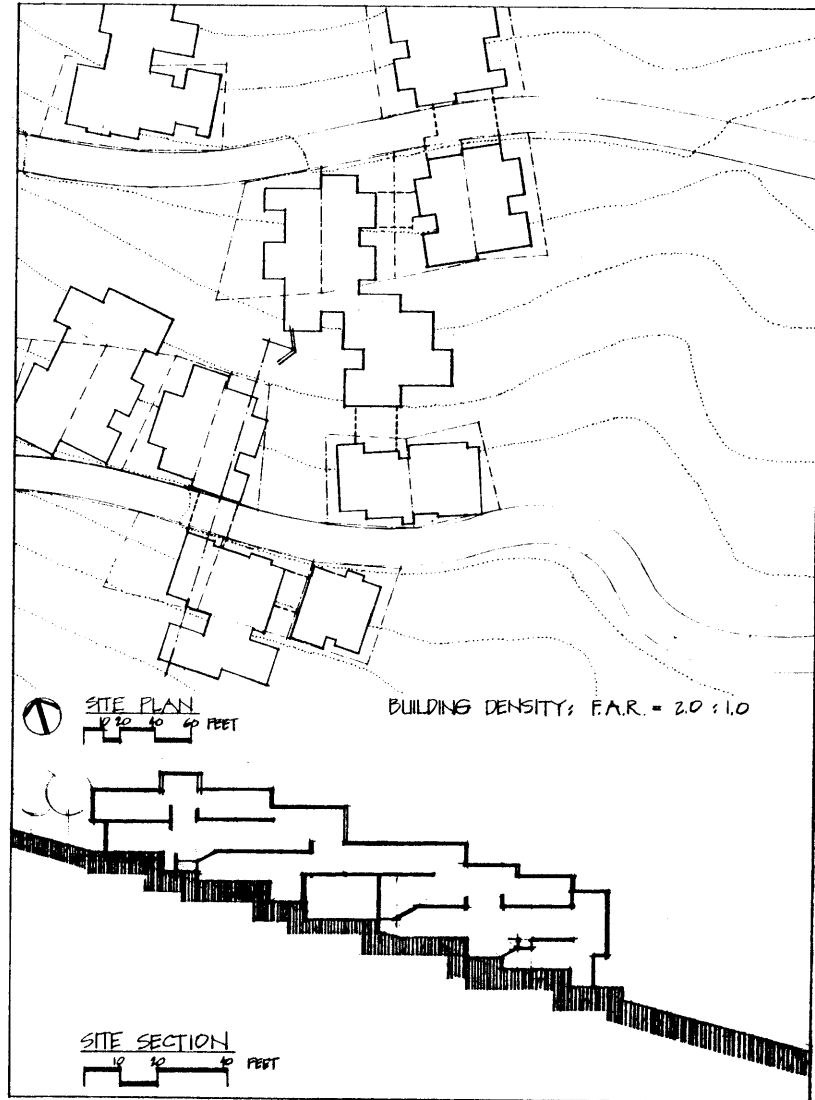 SITE PLAN
10 20 40 60 FEET
BUILDING DENSITY: F.A.R. = 2.0 : 1.0
SITE SECTION
10 20 40 FEET